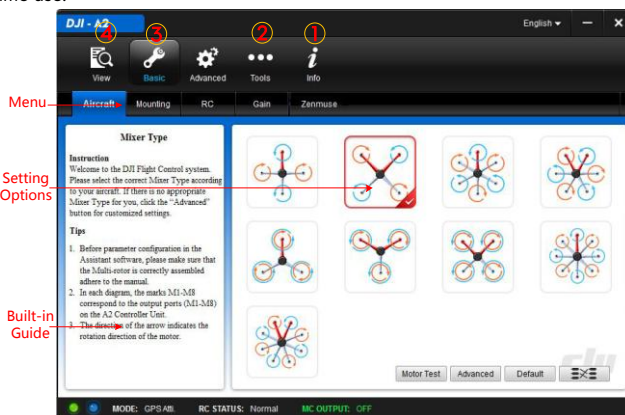 DJI - A2
English
④
③
②
①
View
Basic
Advanced
Tools
Info
Menu
Aircraft
Mounting
RC
Gain
Zenmuse
Mixer Type
Instruction
Welcome to the DJI Flight Control system.
Please select the correct Mixer Type according
to your aircraft. If there is no appropriate
Mixer Type for you, click the “Advanced”
button for customized settings.
Tips
1. Before parameter configuration in the
Assistant software, please make sure that
the Multi-rotor is correctly assembled
adhere to the manual.
2. In each diagram, the marks M1-M8
correspond to the output ports (M1-M8)
on the A2 Controller Unit.
3. The direction of the arrow indicates the
rotation direction of the motor.
Setting
Options
Built-in
Guide
Motor Test
Advanced
Default
MODE: GPS Atti.
RC STATUS: Normal
MC OUTPUT: OFF